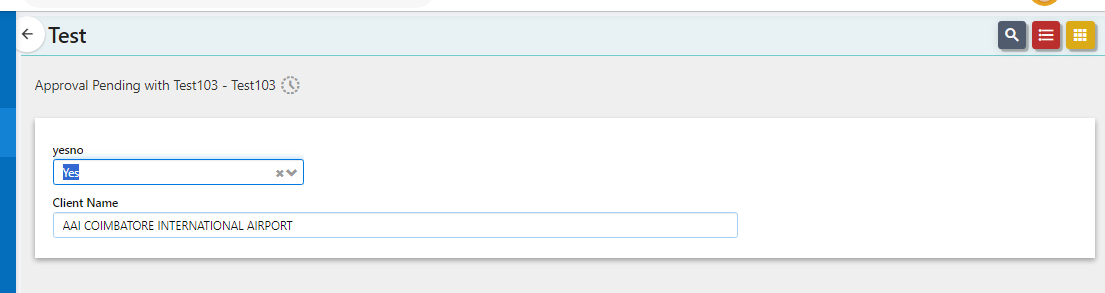 Test
Approval Pending with Test103 - Test103
yesno
Yes
Client Name
AAI COIMBATORE INTERNATIONAL AIRPORT